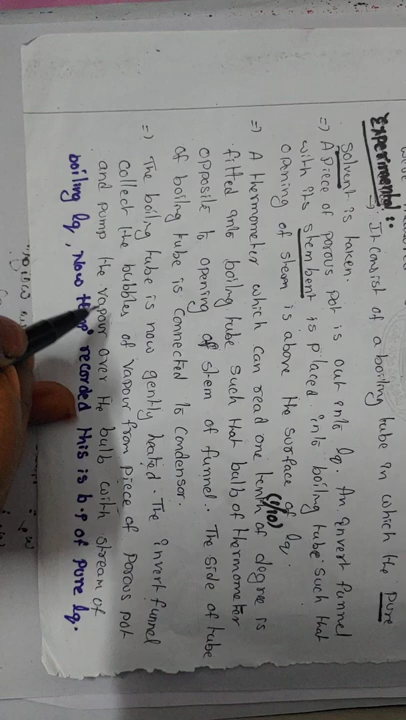 Experimental :-
It consist of a boiling tube in which the pure
solvent is taken.
=> A piece of porous pot is out into lq. An invert funnel
with its stem bent is placed into boiling tube such that
opening of stem is above the surface of lq.
=> A thermometer which can read one tenth (1/10) of degree is
fitted into boiling tube such that bulb of thermometer
opposite to opening of stem of funnel. The side of tube
of boiling tube is connected to condensor.
=> The boiling tube is now gently heated. The invert funnel
collect the bubbles of vapour from piece of porous pot
and pump the vapour over the bulb with stream of
boiling lq, Now recorded this is b.p of pure lq.